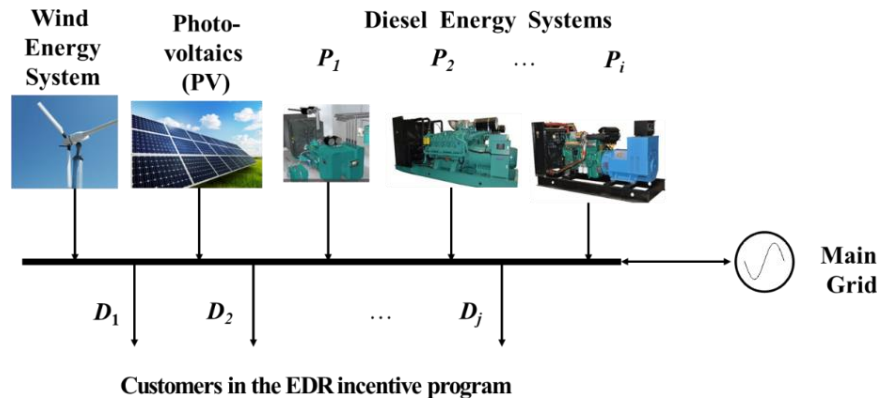 Wind
Energy
System
Photo-
voltaics
(PV)
Diesel Energy Systems
P1
P2
...
Pi
Main
Grid
D1
D2
...
Dj
Customers in the EDR incentive program